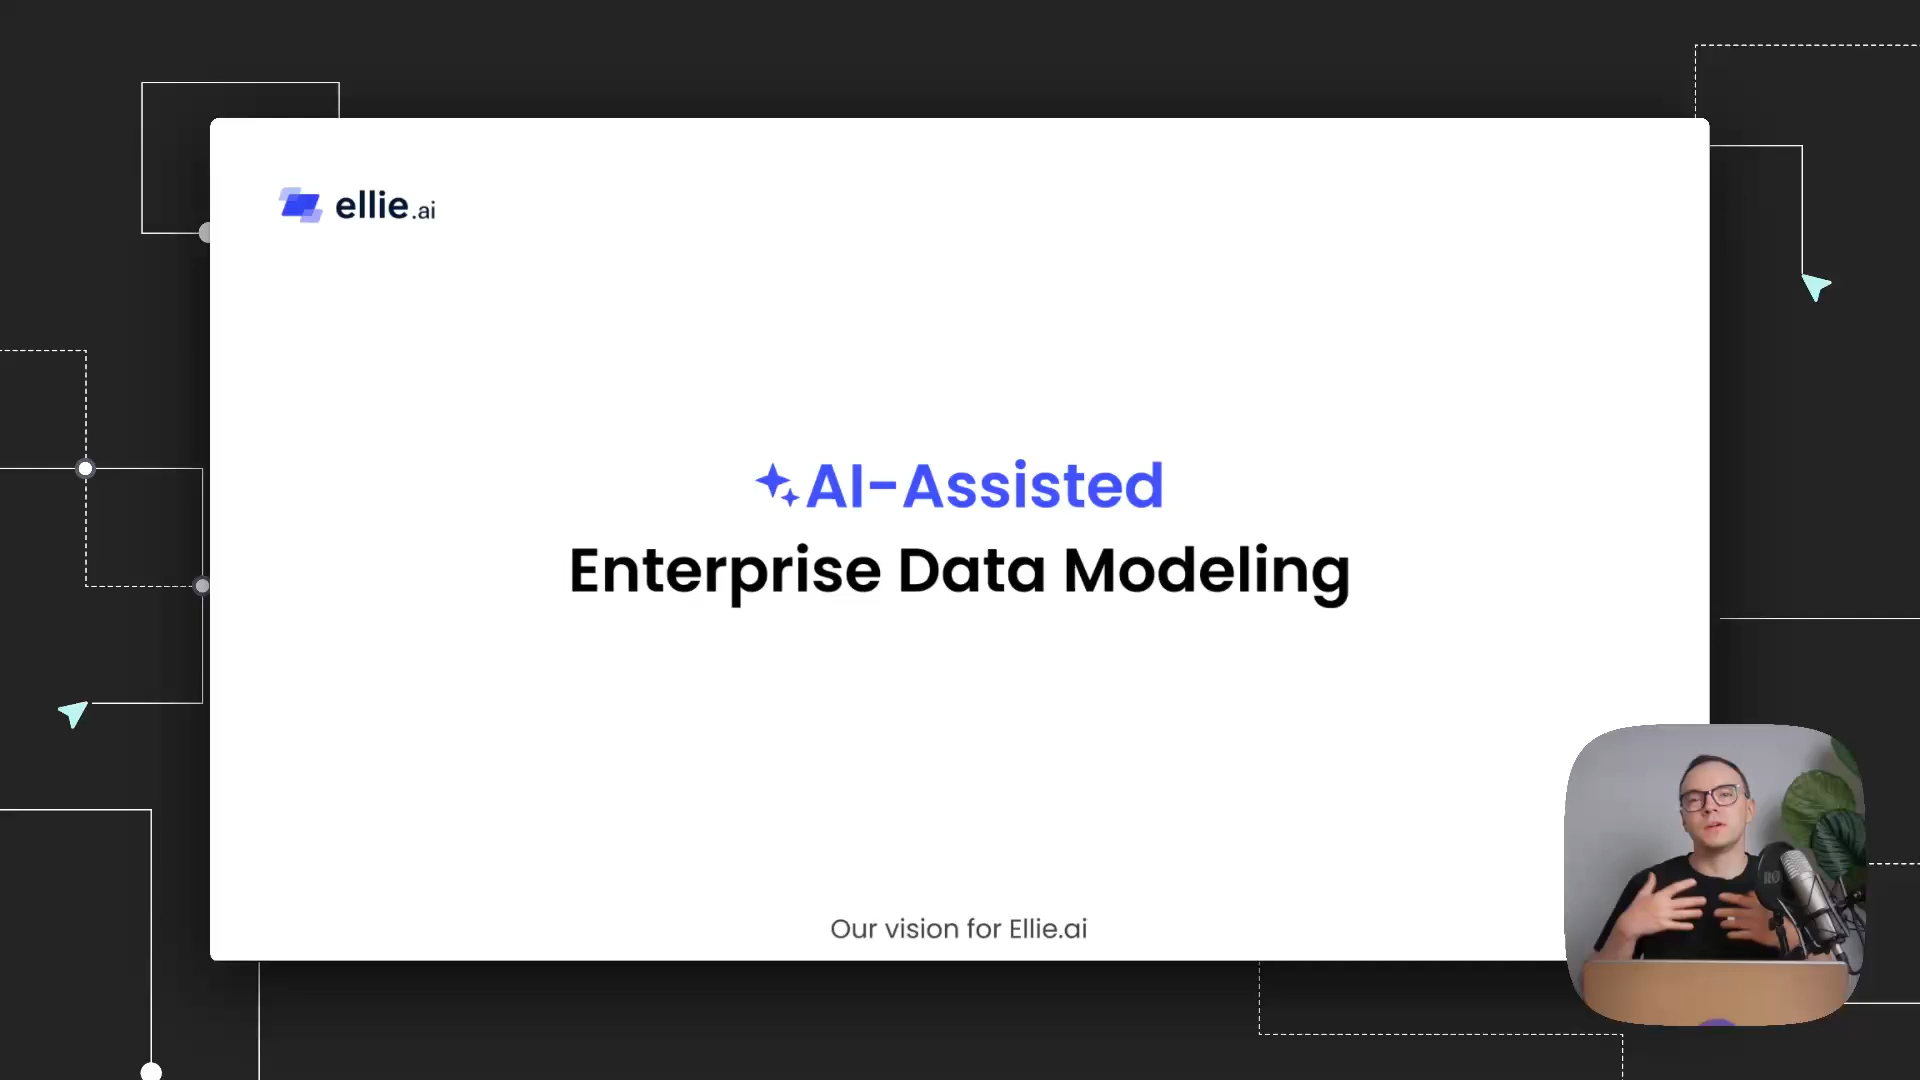 ellie.ai
AI-Assisted
Enterprise Data Modeling
Our vision for Ellie.ai